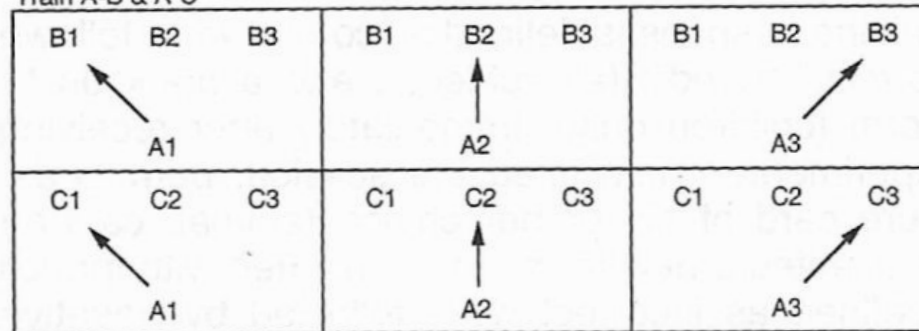 Train A-B & A-C
B1 B2 B3 B1 B2 B3 B1 B2 B3
A1 A2 A3
C1 C2 C3 C1 C2 C3 C1 C2 C3
A1 A2 A3